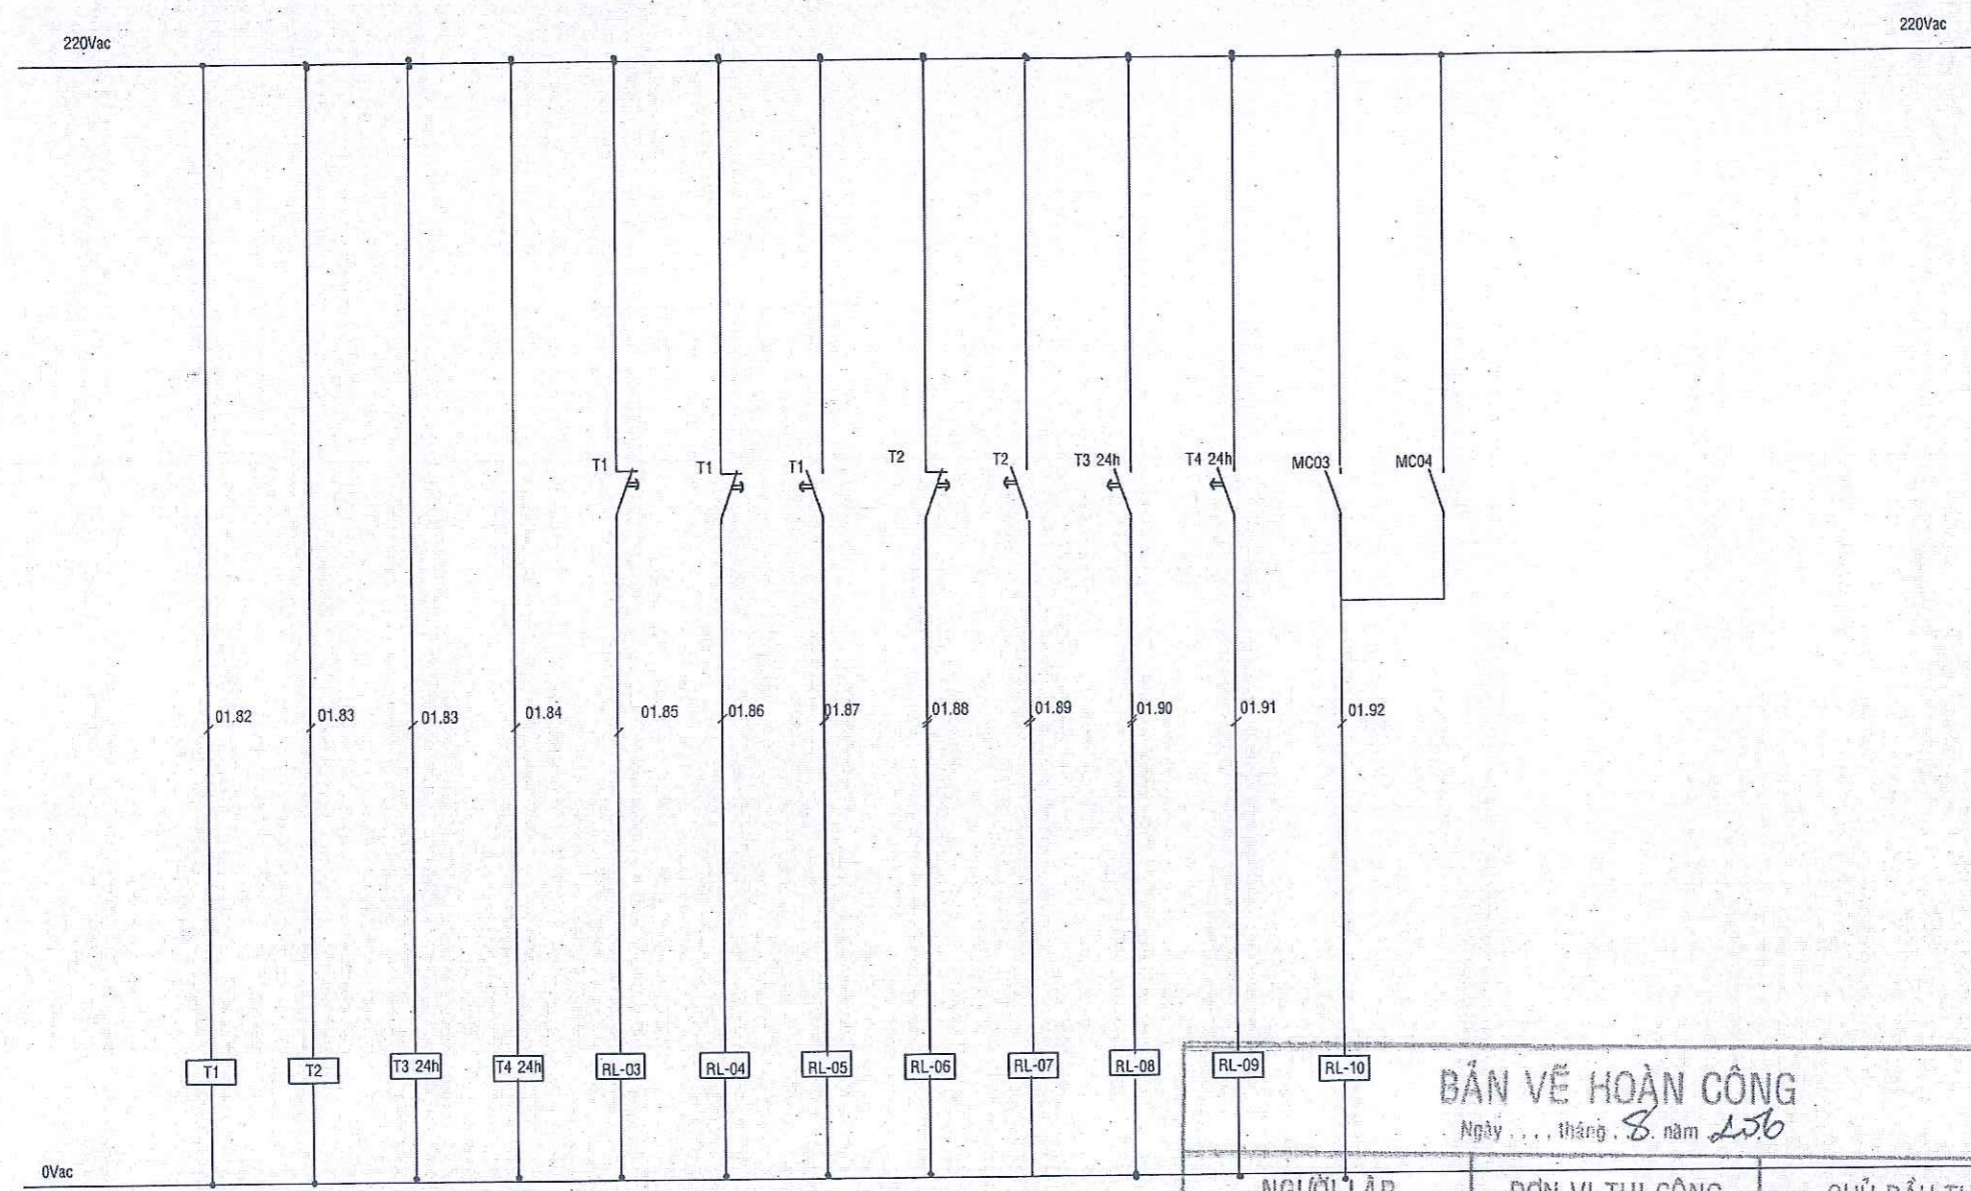 220Vac
220Vac
T1
T1
T1
T2
T2
T3 24h
T4 24h
MC03
MC04
01.82
01.83
01.83
01.84
01.85
01.86
01.87
01.88
01.89
01.90
01.91
01.92
T1
T2
T3 24h
T4 24h
RL-03
RL-04
RL-05
RL-06
RL-07
RL-08
RL-09
RL-10
BẢN VẼ HOÀN CÔNG
Ngày .... tháng . 8 . năm
0Vac
NGƯỜI LẬP
ĐƠN VỊ THI CÔNG
CHỦ ĐẦU